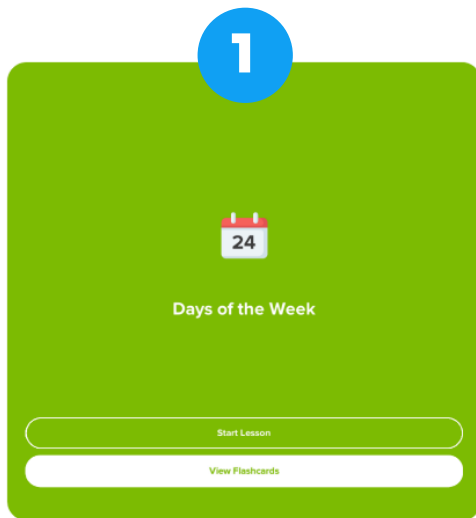 1
24
Days of the Week
Start Lesson
View Flashcards